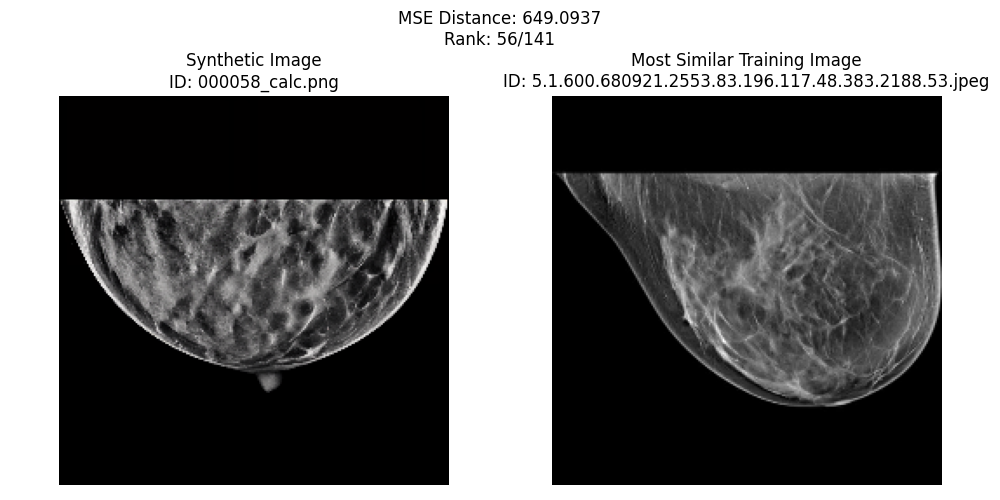 MSE Distance: 649.0937
Rank: 56/141
Synthetic Image
ID: 000058_calc.png
Most Similar Training Image
ID: 5.1.600.680921.2553.83.196.117.48.383.2188.53.jpeg